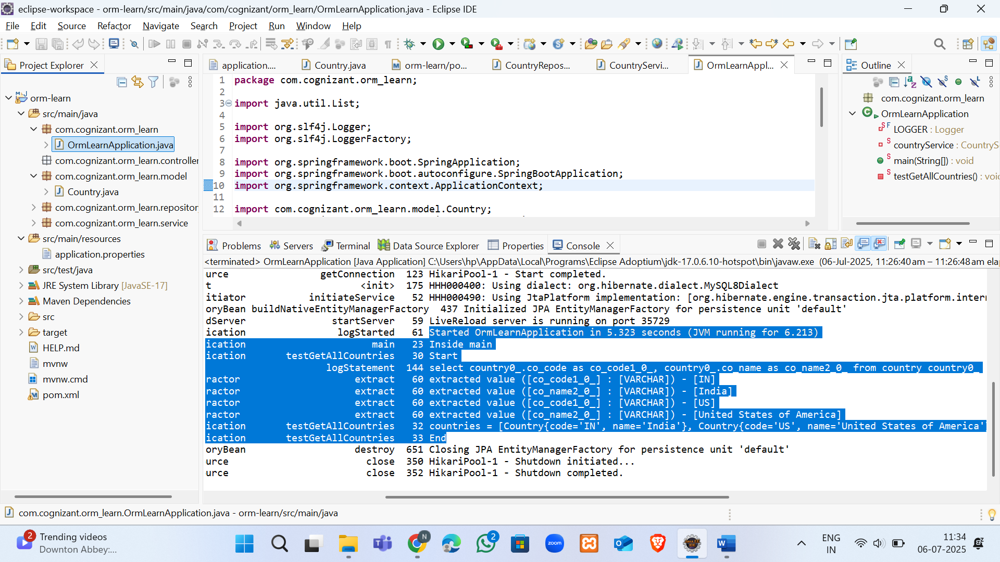 eclipse-workspace - orm-learn/src/main/java/com/cognizant/orm_learn/OrmLearnApplication.java - Eclipse IDE
File Edit Source Refactor Navigate Search Project Run Window Help
Project Explorer
orm-learn
src/main/java
com.cognizant.orm_learn
OrmLearnApplication.java
com.cognizant.orm_learn.controller
com.cognizant.orm_learn.model
Country.java
com.cognizant.orm_learn.repositor
com.cognizant.orm_learn.service
src/main/resources
application.properties
src/test/java
JRE System Library [JavaSE-17]
Maven Dependencies
src
target
HELP.md
mvnw
mvnw.cmd
pom.xml
application.... Country.java orm-learn/po... CountryRepos... CountryServi... OrmLearnAppl...
1 package com.cognizant.orm_learn;
2
3 import java.util.List;
4
5 import org.slf4j.Logger;
6 import org.slf4j.LoggerFactory;
7
8 import org.springframework.boot.SpringApplication;
9 import org.springframework.boot.autoconfigure.SpringBootApplication;
10 import org.springframework.context.ApplicationContext;
11
12 import com.cognizant.orm_learn.model.Country;
Outline
com.cognizant.orm_learn
OrmLearnApplication
LOGGER : Logger
countryService : CountryS
main(String[]) : void
testGetAllCountries() : voi
Problems Servers Terminal Data Source Explorer Properties Console
<terminated> OrmLearnApplication [Java Application] C:\Users\hp\AppData\Local\Programs\Eclipse Adoptium\jdk-17.0.6.10-hotspot\bin\javaw.exe (06-Jul-2025, 11:26:40 am – 11:26:48 am ela
urce getConnection 123 HikariPool-1 - Start completed.
t <init> 175 HHH000400: Using dialect: org.hibernate.dialect.MySQL8Dialect
itiator initiateService 52 HHH000490: Using JtaPlatform implementation: [org.hibernate.engine.transaction.jta.platform.inter
oryBean buildNativeEntityManagerFactory 437 Initialized JPA EntityManagerFactory for persistence unit 'default'
dServer startServer 59 LiveReload server is running on port 35729
ication logStarted 61 Started OrmLearnApplication in 5.323 seconds (JVM running for 6.213)
ication main 23 Inside main
ication testGetAllCountries 30 Start
logStatement 144 select country0_.co_code as co_code1_0_, country0_.co_name as co_name2_0_ from country country0_
ractor extract 60 extracted value ([co_code1_0_] : [VARCHAR]) - [IN]
ractor extract 60 extracted value ([co_name2_0_] : [VARCHAR]) - [India]
ractor extract 60 extracted value ([co_code1_0_] : [VARCHAR]) - [US]
ractor extract 60 extracted value ([co_name2_0_] : [VARCHAR]) - [United States of America]
ication testGetAllCountries 32 countries = [Country{code='IN', name='India'}, Country{code='US', name='United States of America'
ication testGetAllCountries 33 End
oryBean destroy 651 Closing JPA EntityManagerFactory for persistence unit 'default'
urce close 350 HikariPool-1 - Shutdown initiated...
urce close 352 HikariPool-1 - Shutdown completed.
com.cognizant.orm_learn.OrmLearnApplication.java - orm-learn/src/main/java
2
Trending videos
Downton Abbey:...
N
2
zoom
ENG
IN
11:34
06-07-2025